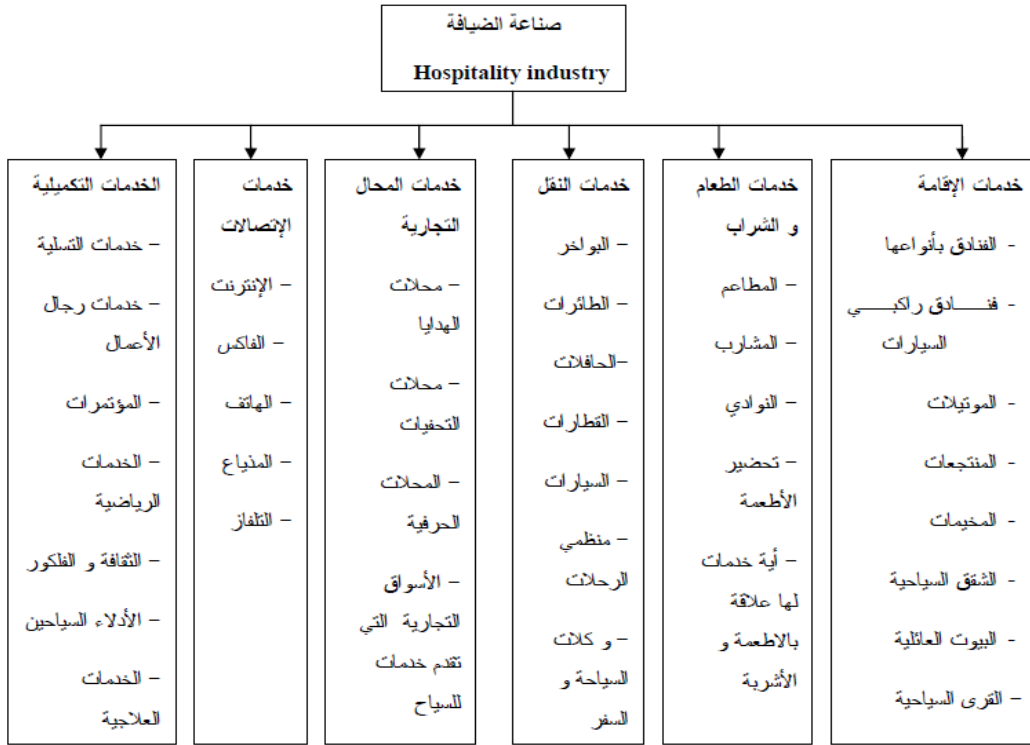 صناعة الضيافة
Hospitality industry
خدمات الإقامة
- الفنادق بأنواعها
- فنـــــادق راكبـــــي
السيارات
- الموتيلات
- المنتجعات
- المخيمات
- الشقق السياحية
- البيوت العائلية
– القرى السياحية
خدمات الطعام
و الشراب
– المطاعم
– المشارب
– النوادي
– تحضير
الأطعمة
– أية خدمات
لها علاقة
بالاطعمة و
الأشربة
خدمات النقل
– البواخر
– الطائرات
–الحافلات
– القطارات
– السيارات
– منظمي
الرحلات
– و كلات
السياحة و
السفر
خدمات المحال
التجارية
– محلات
الهدايا
– محلات
التحفيات
– المحلات
الحرفية
– الأسواق
التجارية التي
تقدم خدمات
للسياح
خدمات
الإتصالات
– الإنترنت
– الفاكس
– الهاتف
– المذياع
– التلفاز
الخدمات التكميلية
– خدمات التسلية
– خدمات رجال
الأعمال
– المؤتمرات
– الخدمات
الرياضية
– الثقافة و الفلكور
– الأدلاء السياحين
– الخدمات
العلاجية